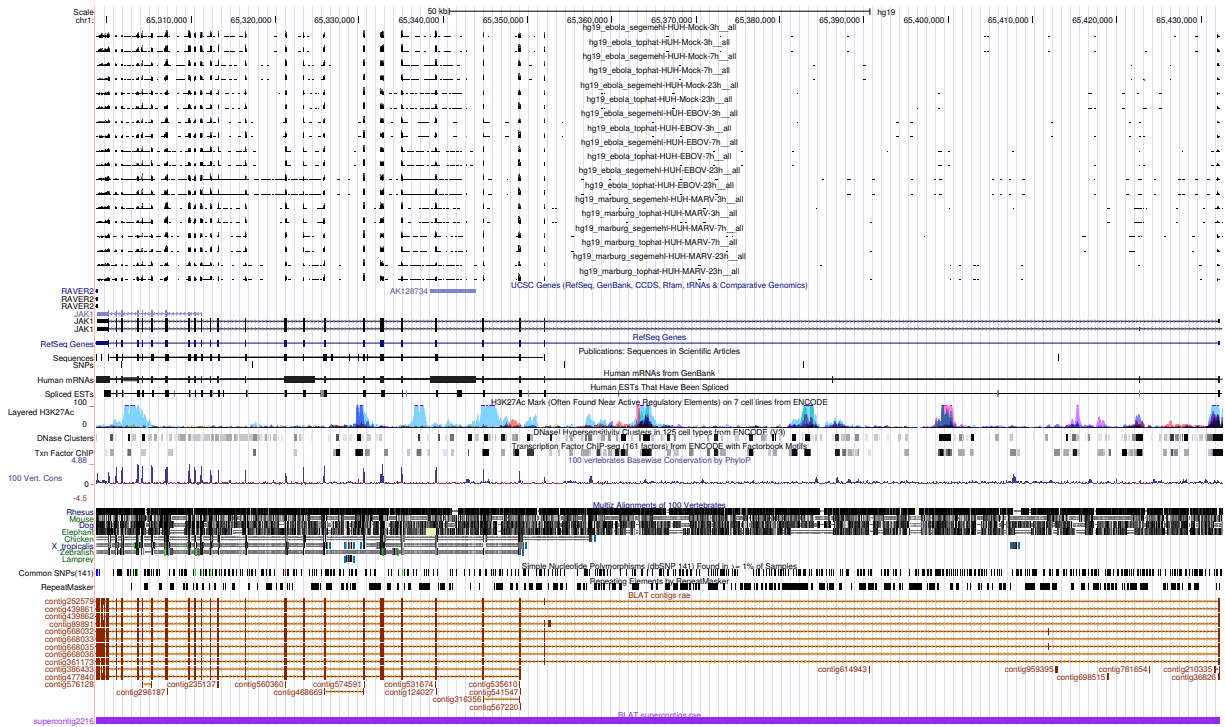 Scale 50 kb hg19
chr1: 65,310,000 65,320,000 65,330,000 65,340,000 65,350,000 65,360,000 65,370,000 65,380,000 65,390,000 65,400,000 65,410,000 65,420,000 65,430,000
hg19_ebola_segemehl-HUH-Mock-3h__all
hg19_ebola_tophat-HUH-Mock-3h__all
hg19_ebola_segemehl-HUH-Mock-7h__all
hg19_ebola_tophat-HUH-Mock-7h__all
hg19_ebola_segemehl-HUH-Mock-23h__all
hg19_ebola_tophat-HUH-Mock-23h__all
hg19_ebola_segemehl-HUH-EBOV-3h__all
hg19_ebola_tophat-HUH-EBOV-3h__all
hg19_ebola_segemehl-HUH-EBOV-7h__all
hg19_ebola_tophat-HUH-EBOV-7h__all
hg19_ebola_segemehl-HUH-EBOV-23h__all
hg19_ebola_tophat-HUH-EBOV-23h__all
hg19_marburg_segemehl-HUH-MARV-3h__all
hg19_marburg_tophat-HUH-MARV-3h__all
hg19_marburg_segemehl-HUH-MARV-7h__all
hg19_marburg_tophat-HUH-MARV-7h__all
hg19_marburg_segemehl-HUH-MARV-23h__all
hg19_marburg_tophat-HUH-MARV-23h__all
UCSC Genes (RefSeq, GenBank, CCDS, Rfam, tRNAs & Comparative Genomics)
RAVER2 AK128734
RAVER2
RAVER2
JAK1
JAK1
JAK1
RefSeq Genes
RefSeq Genes
Publications: Sequences in Scientific Articles
Sequences
SNPs
Human mRNAs from GenBank
Human mRNAs
Human ESTs That Have Been Spliced
Spliced ESTs
100 H3K27Ac Mark (Often Found Near Active Regulatory Elements) on 7 cell lines from ENCODE
Layered H3K27Ac
0
DNaseI Hypersensitivity Clusters in 125 cell types from ENCODE (V3)
DNase Clusters
Transcription Factor ChIP-seq (161 factors) from ENCODE with Factorbook Motifs
Txn Factor ChIP
4.88 100 vertebrates Basewise Conservation by PhyloP
100 Vert. Cons
0
-4.5
Multiz Alignments of 100 Vertebrates
Rhesus
Mouse
Dog
Elephant
Chicken
X_tropicalis
Zebrafish
Lamprey
Simple Nucleotide Polymorphisms (dbSNP 141) Found in >= 1% of Samples
Common SNPs(141)
Repeating Elements by RepeatMasker
RepeatMasker
BLAT contigs rae
contig252579
contig439861
contig439862
contig89891
contig668032
contig668033
contig668035
contig668036
contig361173
contig386433 contig614943 contig959395 contig781654 contig210335
contig477840 contig698515 contig36826
contig576128 contig235137 contig560360 contig574591 contig531674 contig535610
contig296187 contig468669 contig124027 contig541547
contig316356
contig567220
BLAT supercontigs rae
supercontig2216